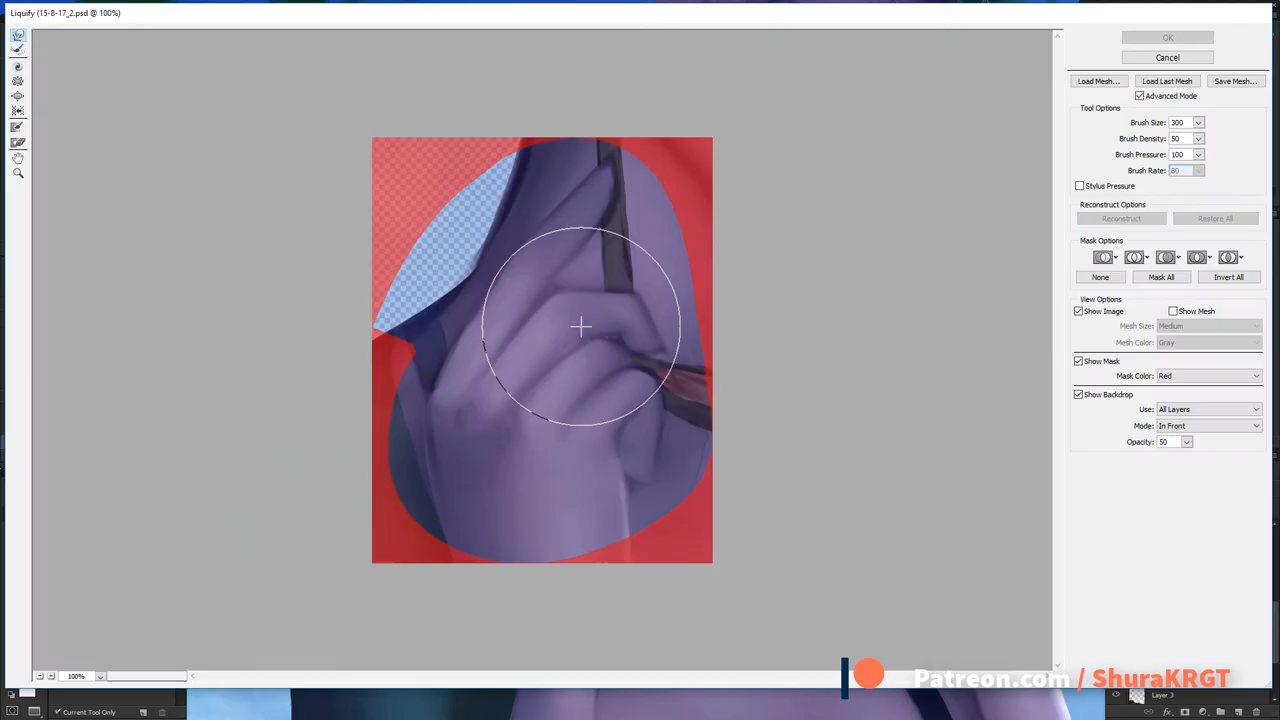 Liquify (15-8-17_2.psd @ 100%)
OK
Cancel
Load Mesh...
Load Last Mesh
Save Mesh...
Advanced Mode
Tool Options
Brush Size: 300
Brush Density: 50
Brush Pressure: 100
Brush Rate: 80
Stylus Pressure
Reconstruct Options
Reconstruct
Restore All
Mask Options
None
Mask All
Invert All
View Options
Show Image
Show Mesh
Mesh Size: Medium
Mesh Color: Gray
Show Mask
Mask Color: Red
Show Backdrop
Use: All Layers
Mode: In Front
Opacity: 50
100%
Patreon.com / ShuraKRGT
Layer 3
Current Tool Only
fx